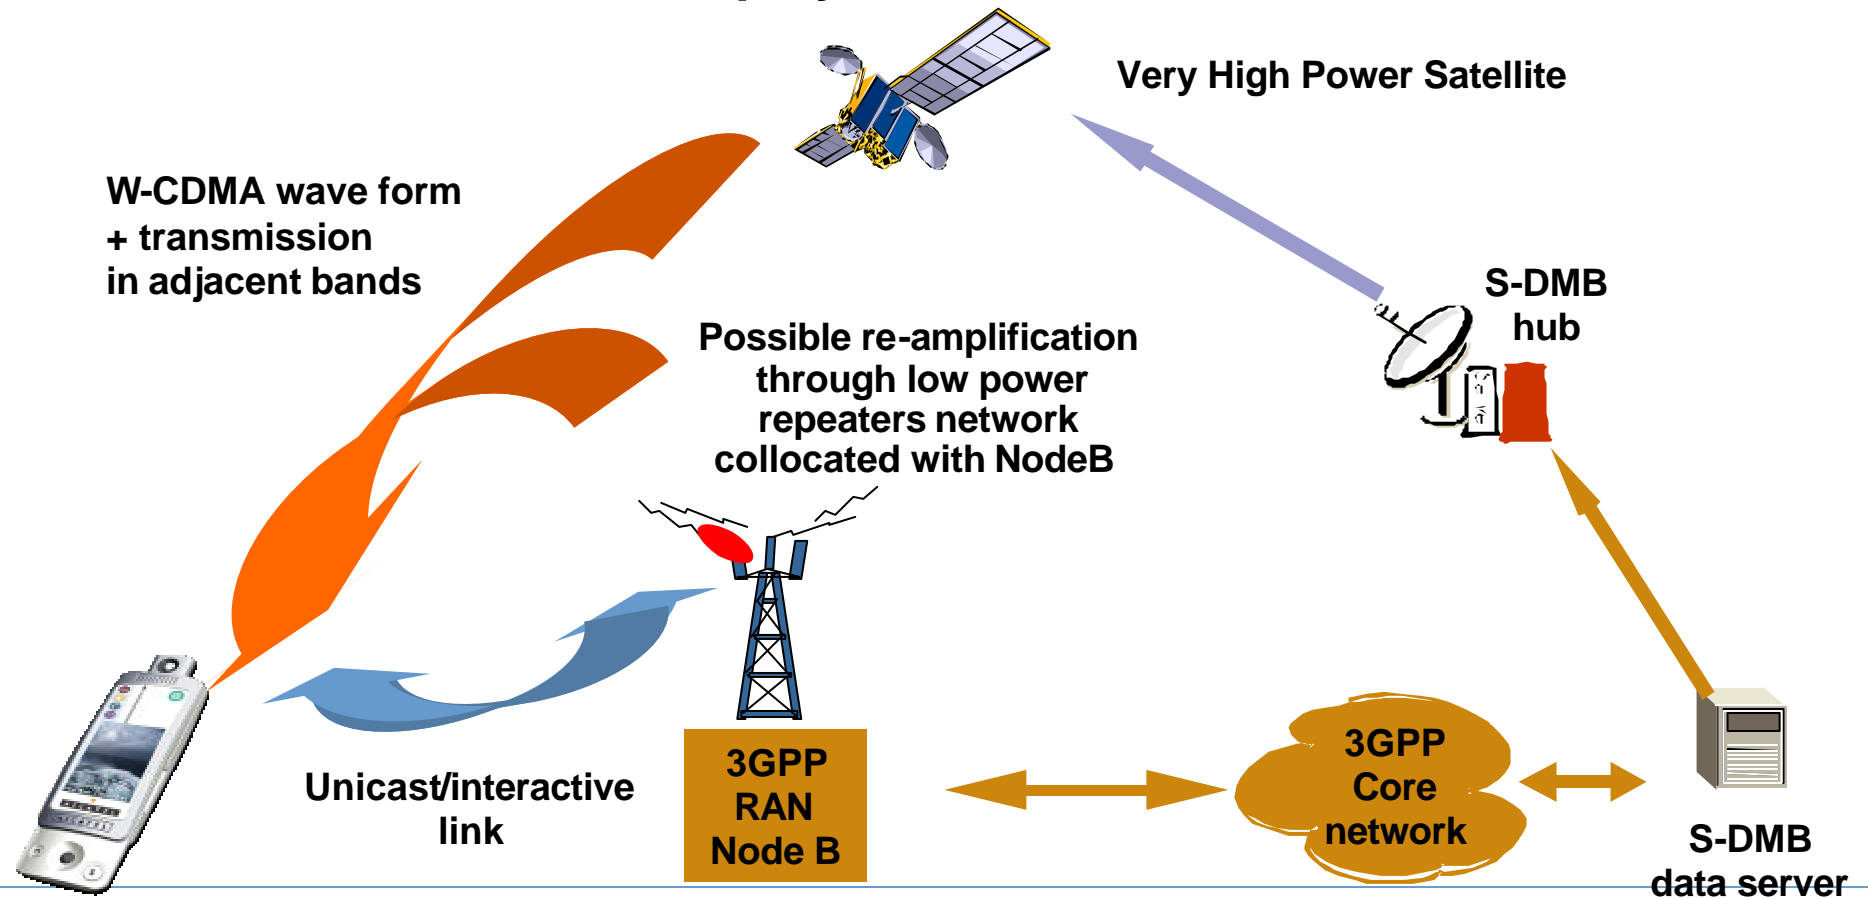 Very High Power Satellite
W-CDMA wave form
+ transmission
in adjacent bands
S-DMB
hub
Possible re-amplification
through low power
repeaters network
collocated with NodeB
3GPP
RAN
Node B
3GPP
Core
network
Unicast/interactive
link
S-DMB
data server